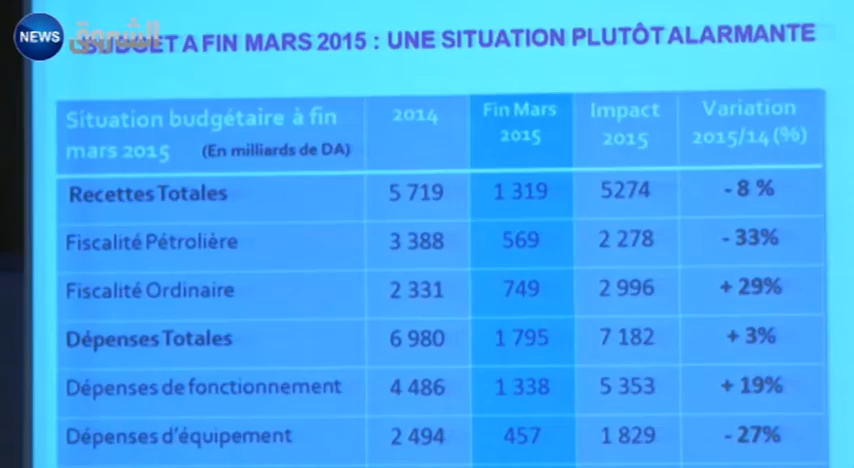 NEWS
الشروق
BUDGET A FIN MARS 2015 : UNE SITUATION PLUTÔT ALARMANTE
Situation budgétaire à fin mars 2015 (En milliards de DA) 2014 Fin Mars 2015 Impact 2015 Variation 2015/14 (%)
Recettes Totales 5 719 1 319 5274 - 8 %
Fiscalité Pétrolière 3 388 569 2 278 - 33%
Fiscalité Ordinaire 2 331 749 2 996 + 29%
Dépenses Totales 6 980 1 795 7 182 + 3%
Dépenses de fonctionnement 4 486 1 338 5 353 + 19%
Dépenses d'équipement 2 494 457 1 829 - 27%